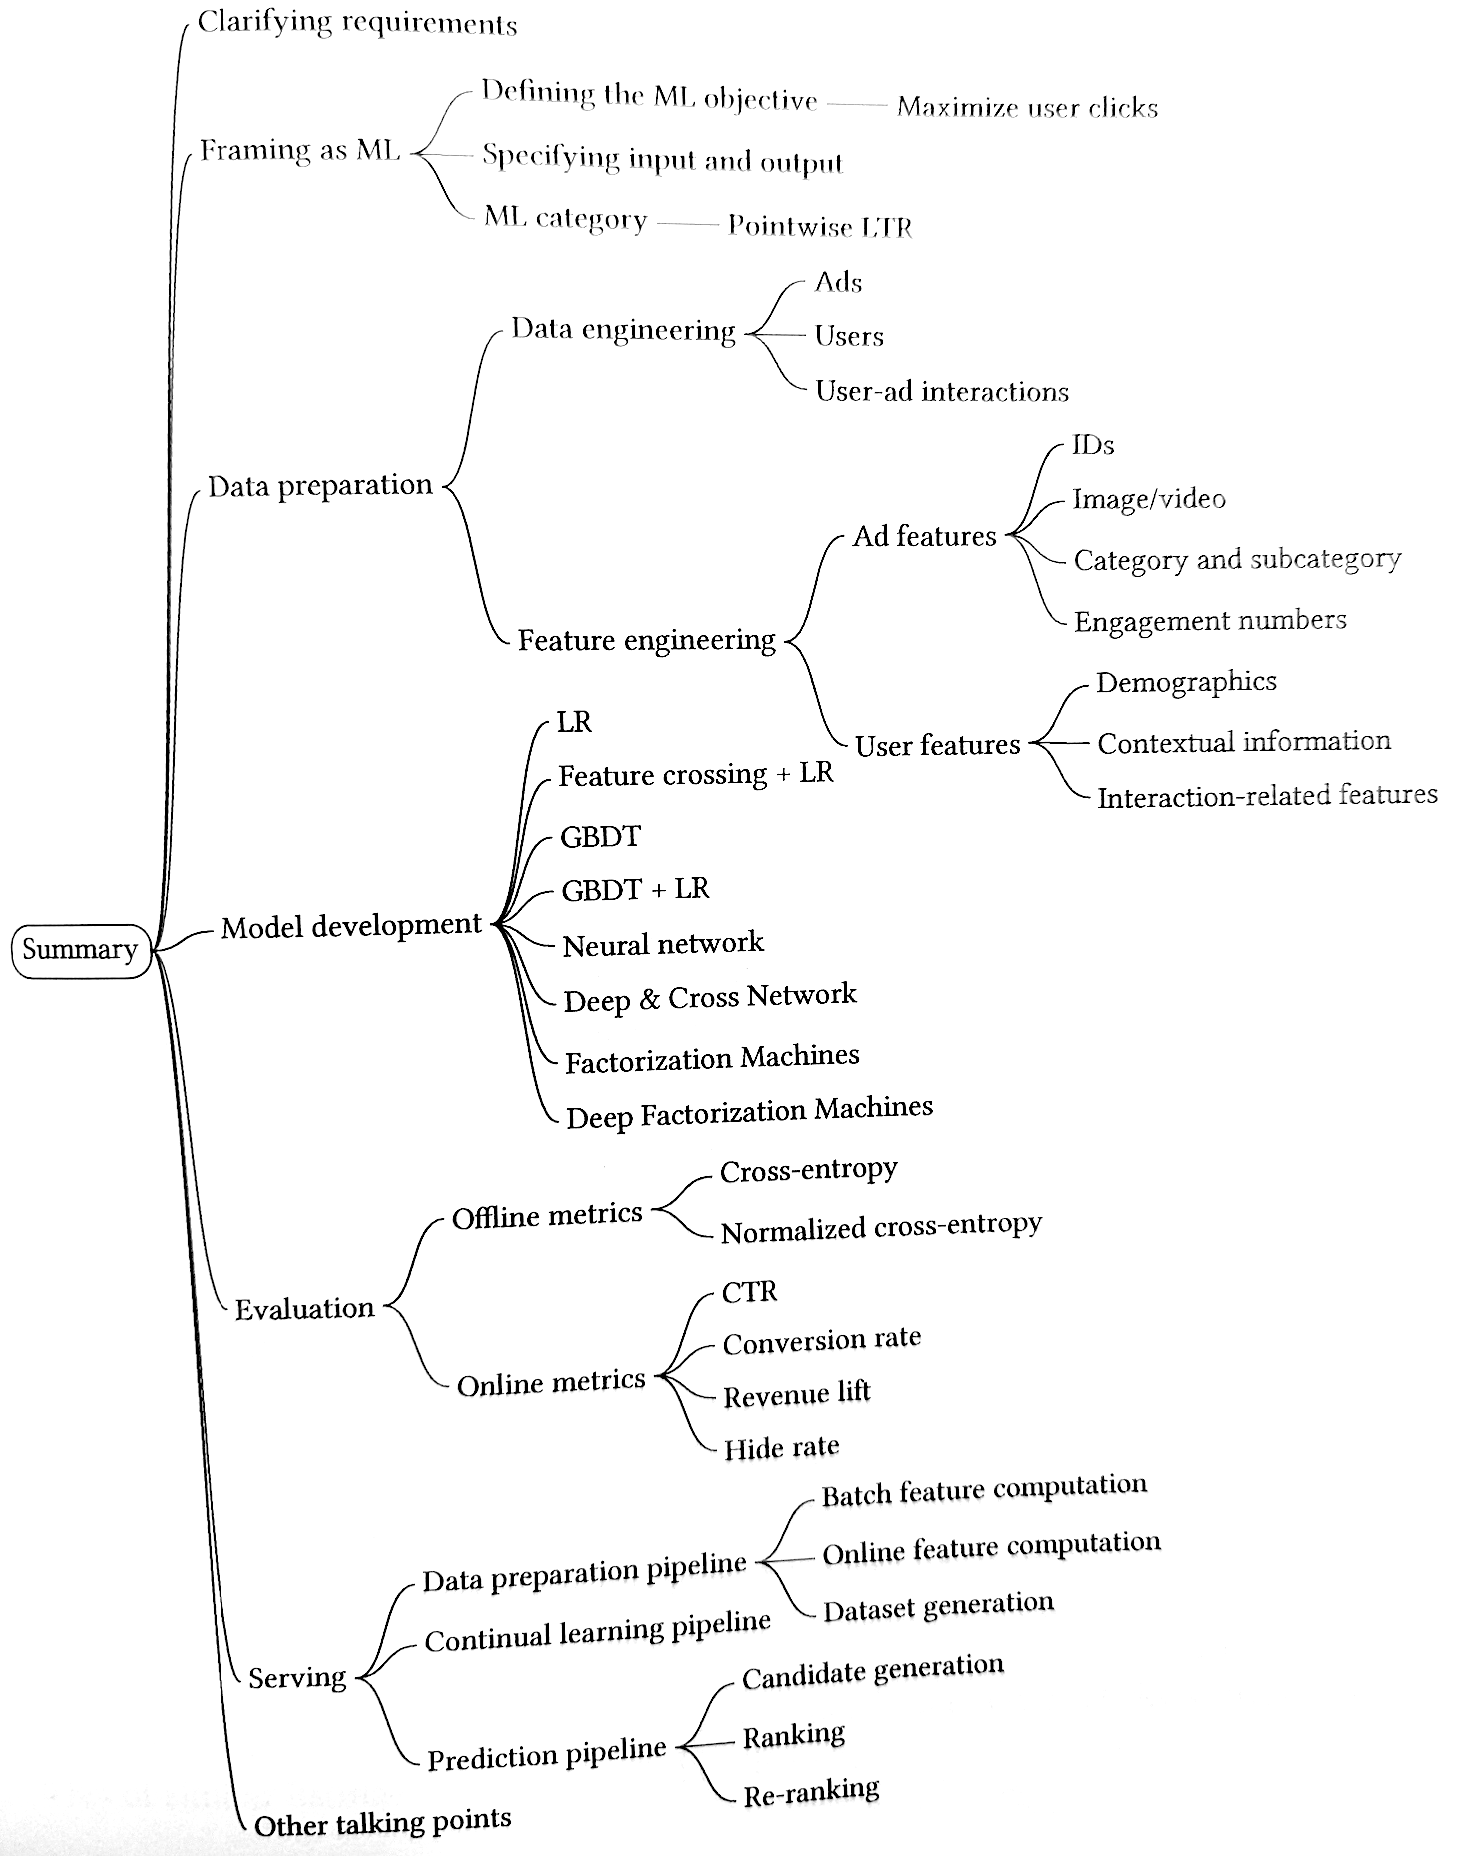 Clarifying requirements
Framing as ML
Defining the ML objective
Maximize user clicks
Specifying input and output
ML category
Pointwise LTR
Data preparation
Data engineering
Ads
Users
User-ad interactions
Feature engineering
Ad features
IDs
Image/video
Category and subcategory
Engagement numbers
User features
Demographics
Contextual information
Interaction-related features
Summary
Model development
LR
Feature crossing + LR
GBDT
GBDT + LR
Neural network
Deep & Cross Network
Factorization Machines
Deep Factorization Machines
Evaluation
Offline metrics
Cross-entropy
Normalized cross-entropy
Online metrics
CTR
Conversion rate
Revenue lift
Hide rate
Serving
Data preparation pipeline
Batch feature computation
Online feature computation
Dataset generation
Continual learning pipeline
Prediction pipeline
Candidate generation
Ranking
Re-ranking
Other talking points